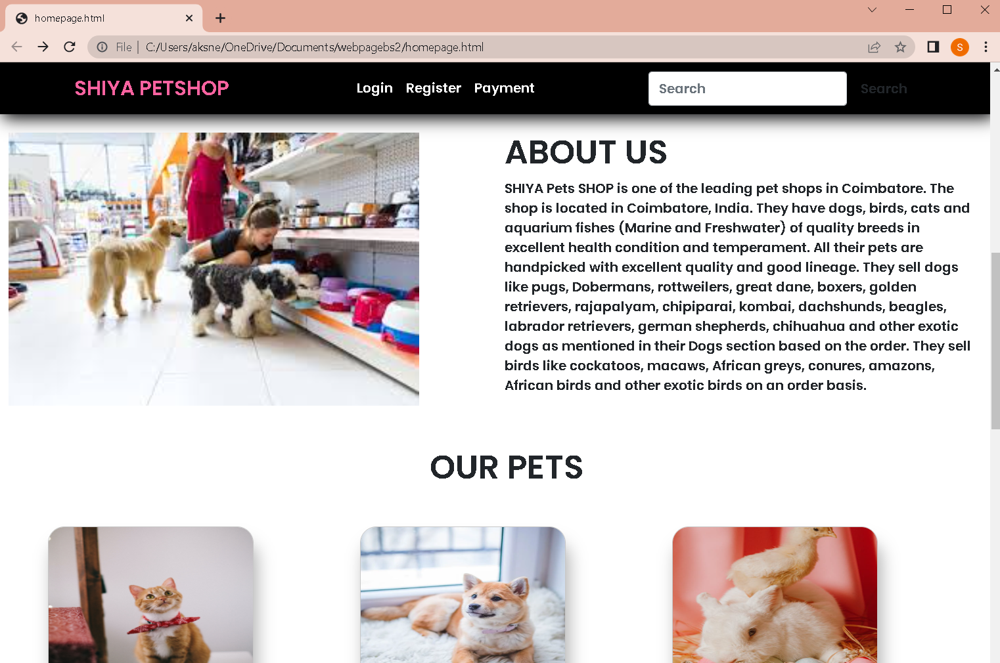 homepage.html
File | C:/Users/aksne/OneDrive/Documents/webpagebs2/homepage.html
S
SHIYA PETSHOP
Login Register Payment
Search
Search
ABOUT US
SHIYA Pets SHOP is one of the leading pet shops in Coimbatore. The
shop is located in Coimbatore, India. They have dogs, birds, cats and
aquarium fishes (Marine and Freshwater) of quality breeds in
excellent health condition and temperament. All their pets are
handpicked with excellent quality and good lineage. They sell dogs
like pugs, Dobermans, rottweilers, great dane, boxers, golden
retrievers, rajapalyam, chipiparai, kombai, dachshunds, beagles,
labrador retrievers, german shepherds, chihuahua and other exotic
dogs as mentioned in their Dogs section based on the order. They sell
birds like cockatoos, macaws, African greys, conures, amazons,
African birds and other exotic birds on an order basis.
OUR PETS